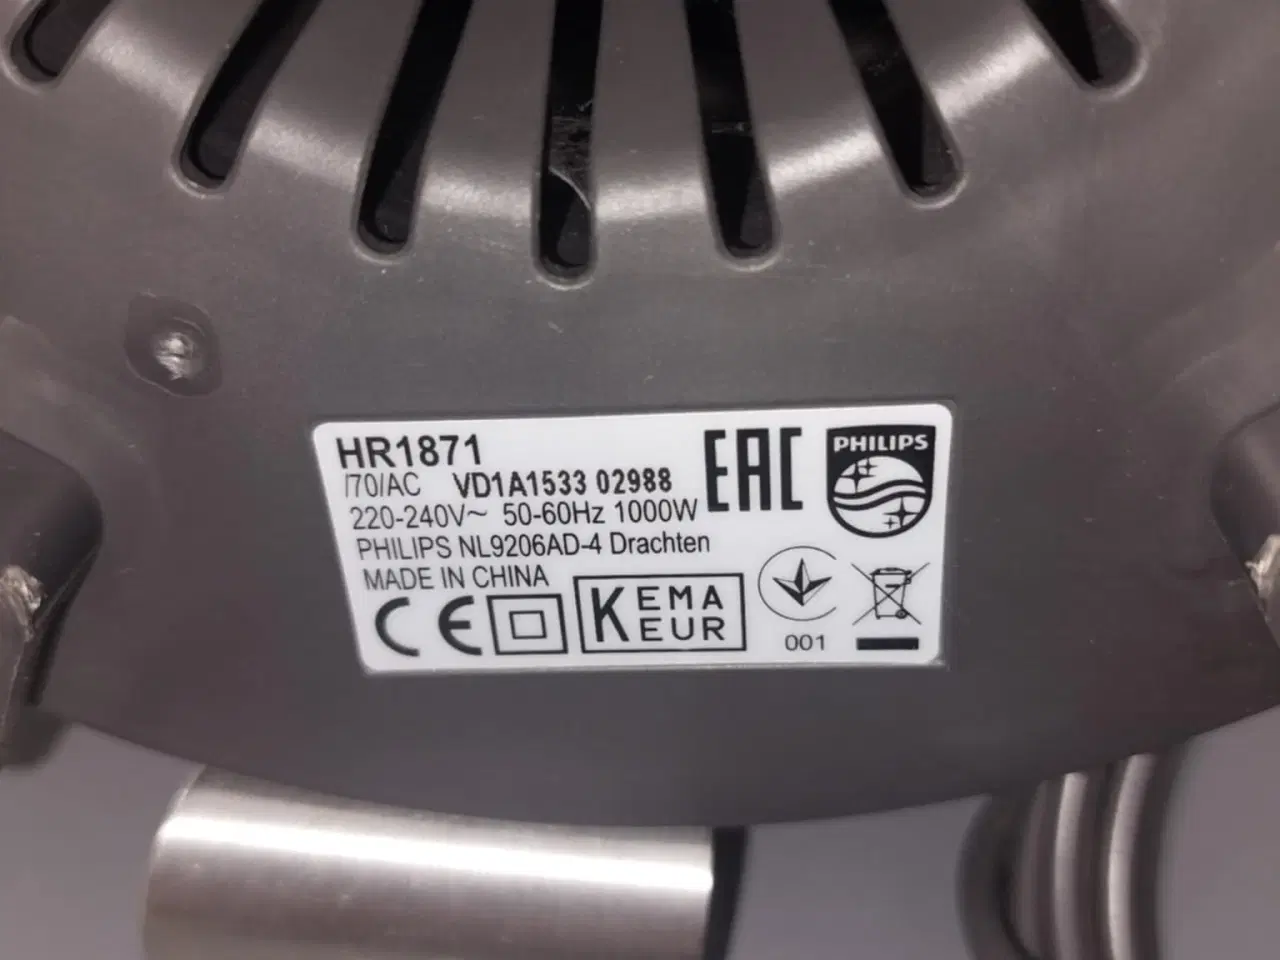 HR1871
/70/AC VD1A1533 02988
220-240V~ 50-60Hz 1000W
PHILIPS NL9206AD-4 Drachten
MADE IN CHINA
CE
KEMA
EUR
EAC
PHILIPS
001